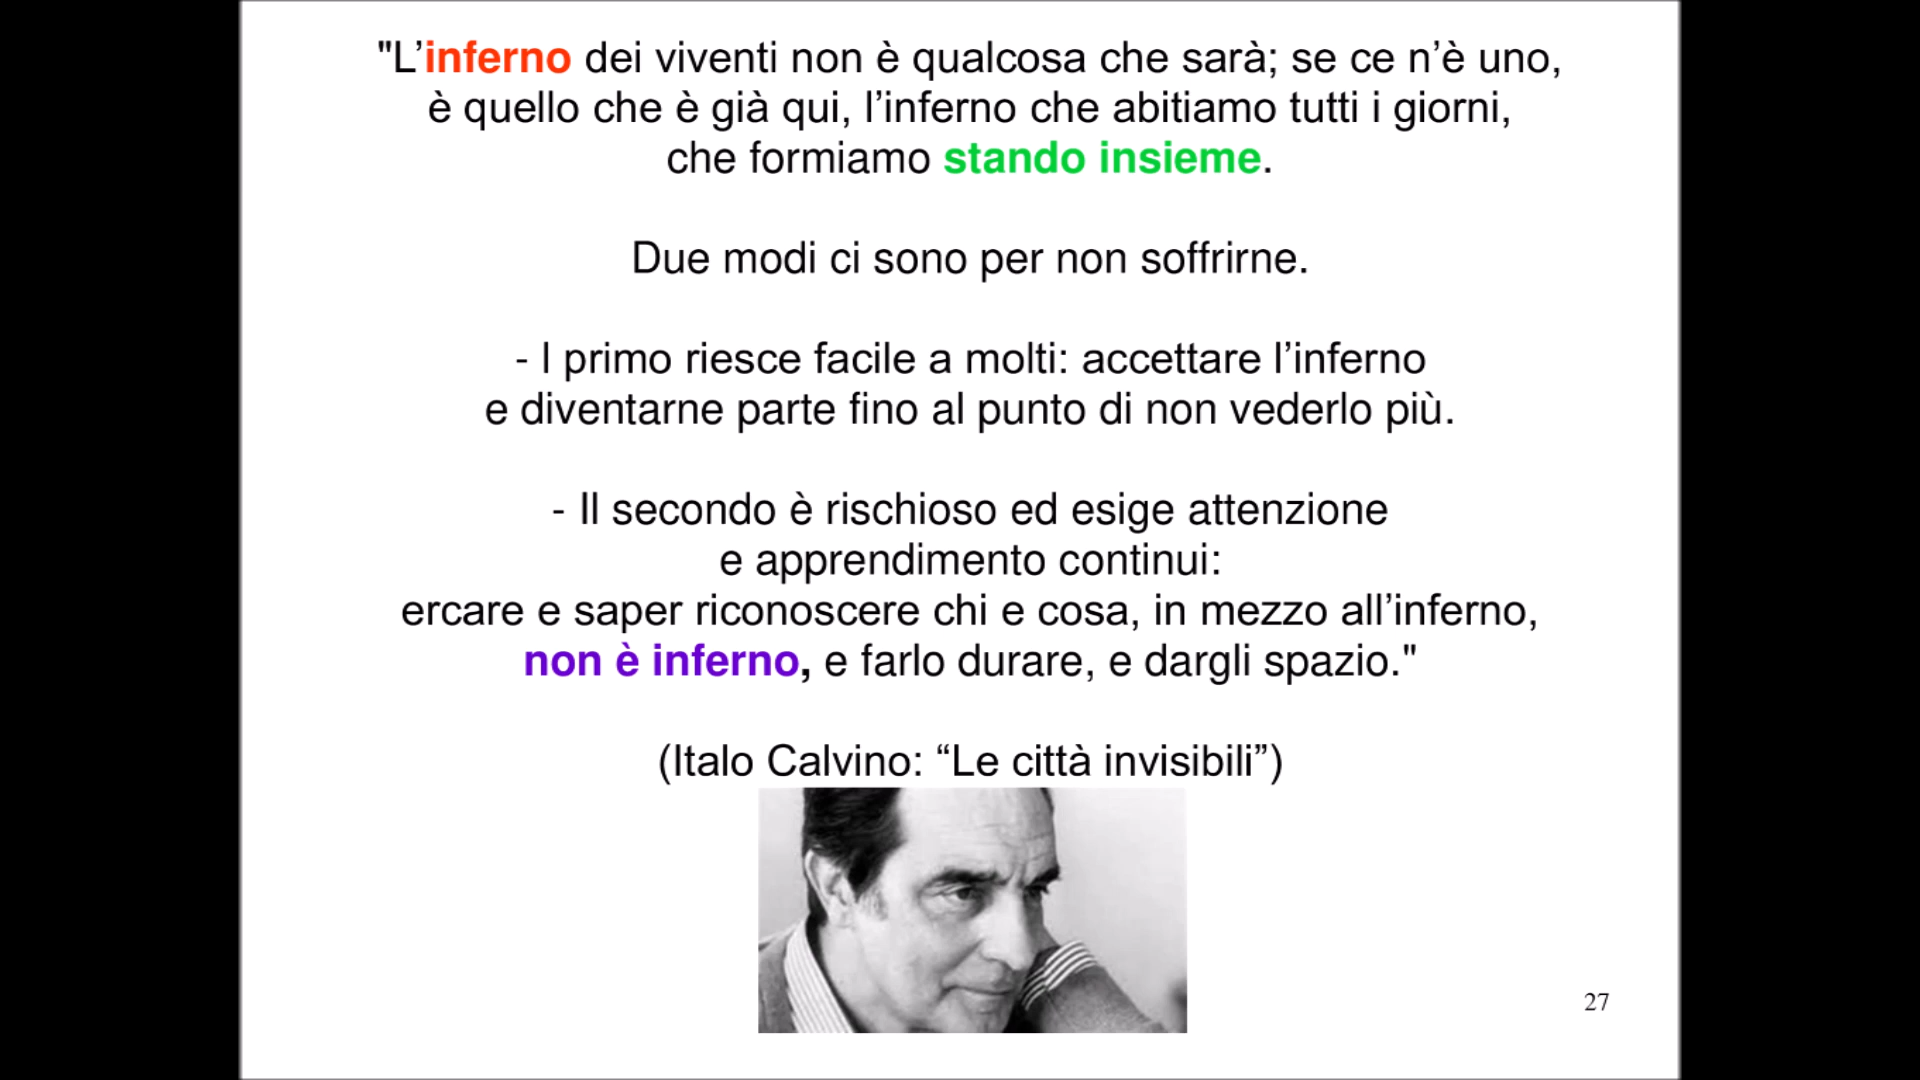 "L’inferno dei viventi non è qualcosa che sarà; se ce n’è uno,
è quello che è già qui, l’inferno che abitiamo tutti i giorni,
che formiamo stando insieme.
Due modi ci sono per non soffrirne.
- I primo riesce facile a molti: accettare l’inferno
e diventarne parte fino al punto di non vederlo più.
- Il secondo è rischioso ed esige attenzione
e apprendimento continui:
ercare e saper riconoscere chi e cosa, in mezzo all’inferno,
non è inferno, e farlo durare, e dargli spazio."
(Italo Calvino: “Le città invisibili”)
27